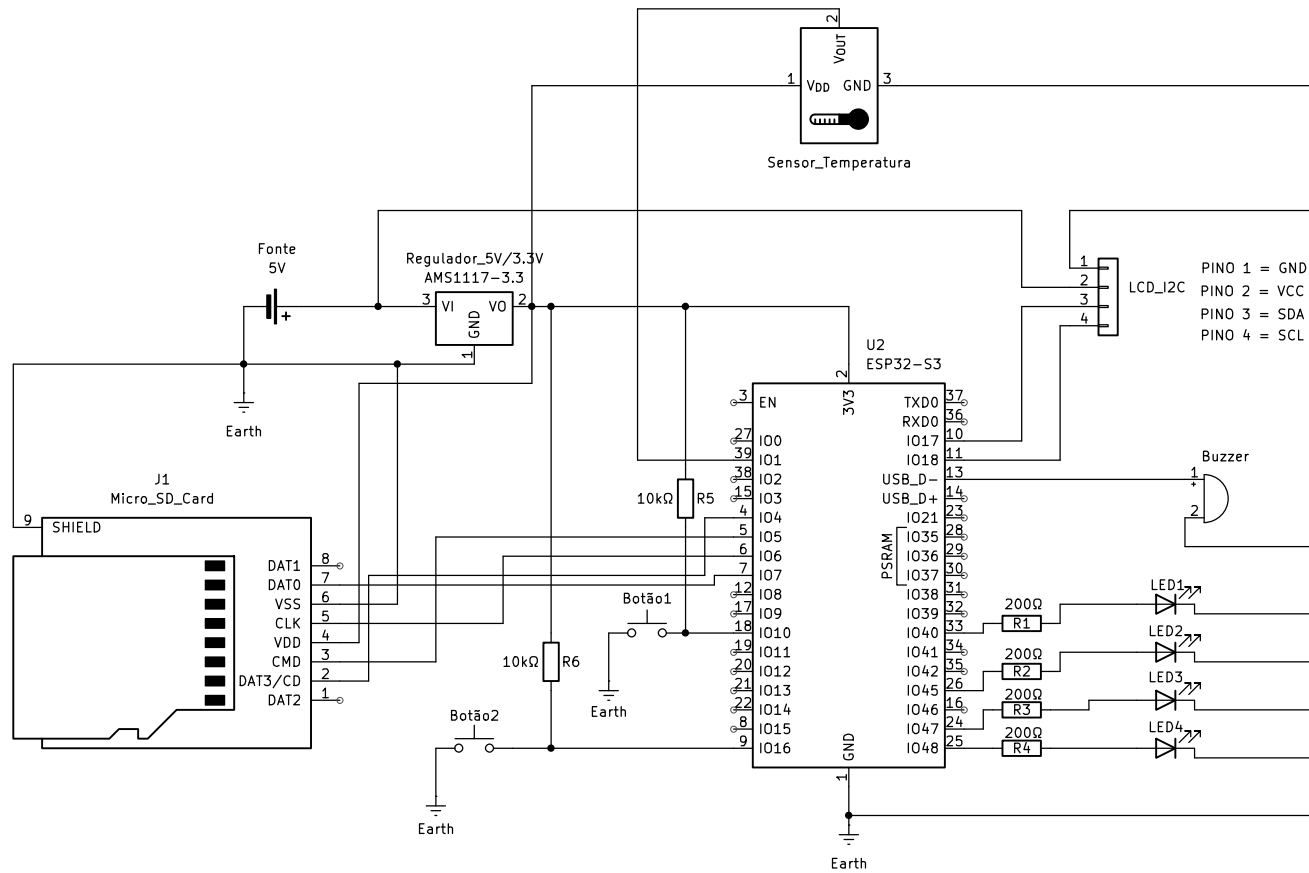 2
VOUT
1
VDD
GND
3
Sensor_Temperatura
Fonte
5V
+
Regulador_5V/3.3V
AMS1117-3.3
3
VI
VO
2
GND
1
Earth
1
2
3
4
LCD_I2C
PINO 1 = GND
PINO 2 = VCC
PINO 3 = SDA
PINO 4 = SCL
J1
Micro_SD_Card
9
SHIELD
DAT1 8
DAT0 7
VSS 6
CLK 5
VDD 4
CMD 3
DAT3/CD 2
DAT2 1
10kΩ R5
10kΩ R6
Botão1
Earth
Botão2
Earth
U2
ESP32-S3
2
3V3
3 EN
27 IO0
39 IO1
38 IO2
15 IO3
4 IO4
5 IO5
6 IO6
7 IO7
12 IO8
17 IO9
18 IO10
19 IO11
20 IO12
21 IO13
22 IO14
8 IO15
9 IO16
TXD0 37
RXD0 36
IO17 10
IO18 11
USB_D- 13
USB_D+ 14
IO21 23
PSRAM
IO35 28
IO36 29
IO37 30
IO38 31
IO39 32
IO40 33
IO41 34
IO42 35
IO45 26
IO46 16
IO47 24
IO48 25
GND
1
Earth
Buzzer
1
+
2
200Ω
R1
LED1
200Ω
R2
LED2
200Ω
R3
LED3
200Ω
R4
LED4